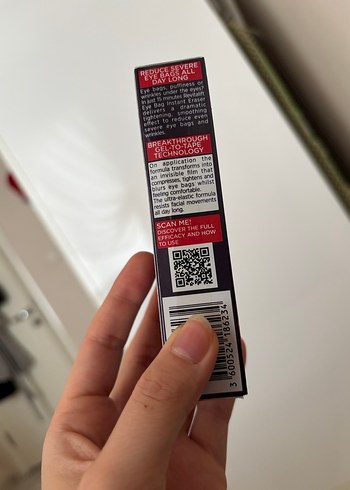 REDUCE SEVERE
EYE BAGS ALL
DAY LONG
Eye bags, puffiness or
wrinkles under the eyes?
In just 15 minutes Revitalift
Eye Bag Instant Eraser
delivers a dramatic
tightening, smoothing
effect to reduce even
severe eye bags and
wrinkles.
BREAKTHROUGH
GEL-TO-TAPE
TECHNOLOGY
On application the
formula transforms into
an invisible film that
compresses, tightens and
blurs eye bags whilst
feeling comfortable.
The ultra-elastic formula
resists facial movements
all day long.
SCAN ME!
DISCOVER THE FULL
EFFICACY AND HOW
TO USE
3 600524 186234